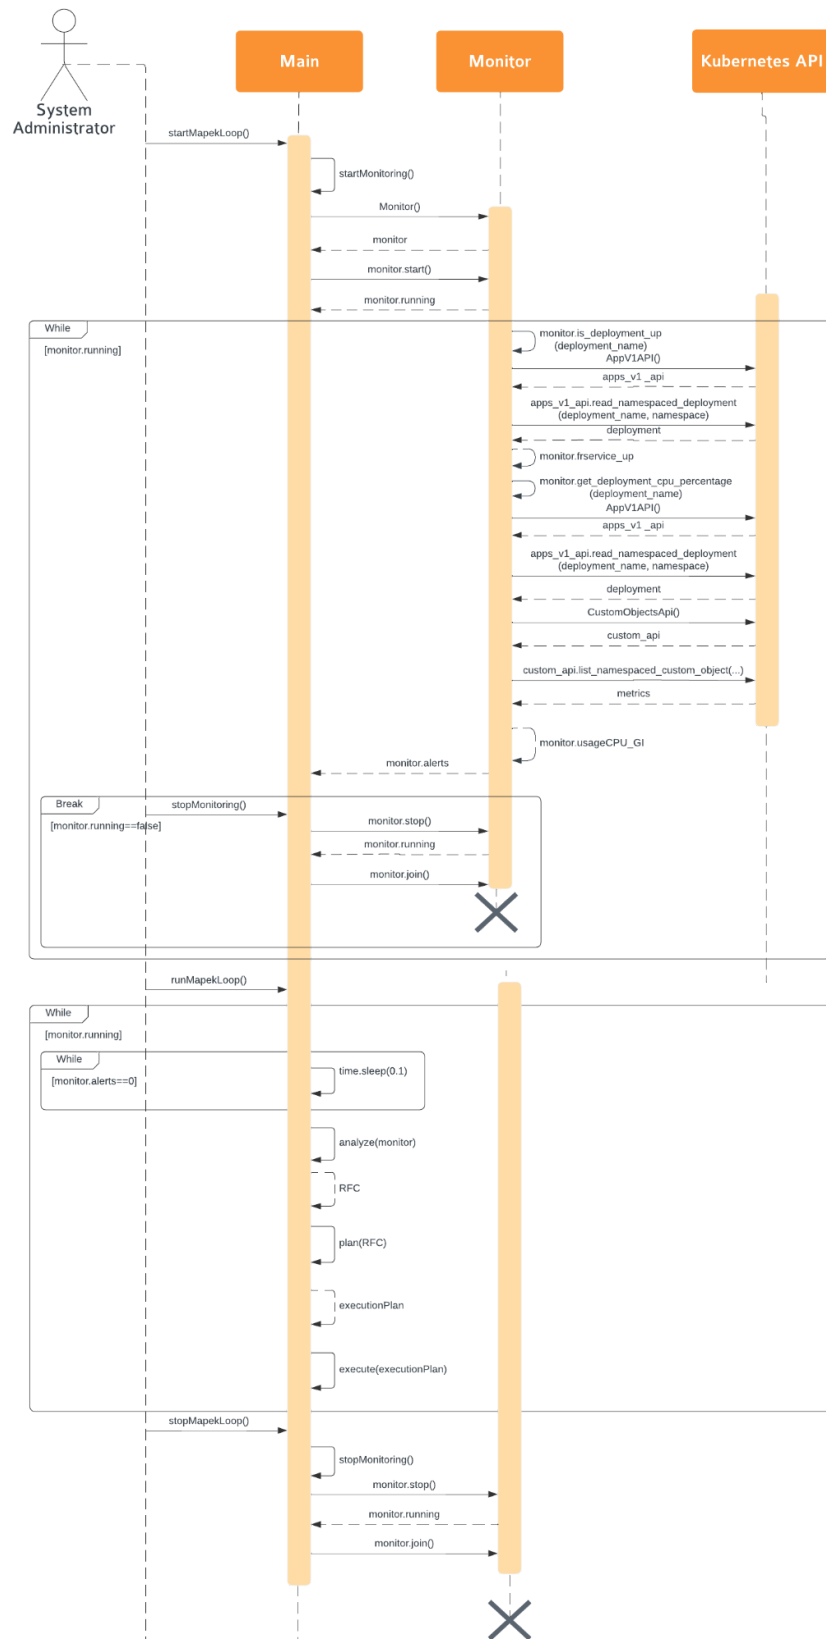 Main
Monitor
Kubernetes API
System
Administrator
startMapekLoop()
startMonitoring()
Monitor()
monitor
monitor.start()
monitor.running
While
[monitor.running]
monitor.is_deployment_up
(deployment_name)
AppV1API()
apps_v1 _api
apps_v1_api.read_namespaced_deployment
(deployment_name, namespace)
deployment
monitor.frservice_up
monitor.get_deployment_cpu_percentage
(deployment_name)
AppV1API()
apps_v1 _api
apps_v1_api.read_namespaced_deployment
(deployment_name, namespace)
deployment
CustomObjectsApi()
custom_api
custom_api.list_namespaced_custom_object(...)
metrics
monitor.usageCPU_GI
monitor.alerts
Break
stopMonitoring()
[monitor.running==false]
monitor.stop()
monitor.running
monitor.join()
runMapekLoop()
While
[monitor.running]
While
[monitor.alerts==0]
time.sleep(0.1)
analyze(monitor)
RFC
plan(RFC)
executionPlan
execute(executionPlan)
stopMapekLoop()
stopMonitoring()
monitor.stop()
monitor.running
monitor.join()